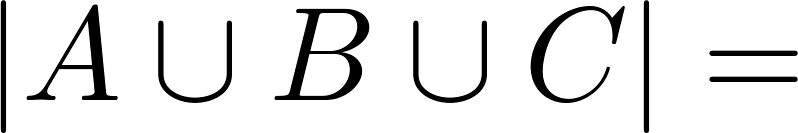 |A ∪ B ∪ C| =